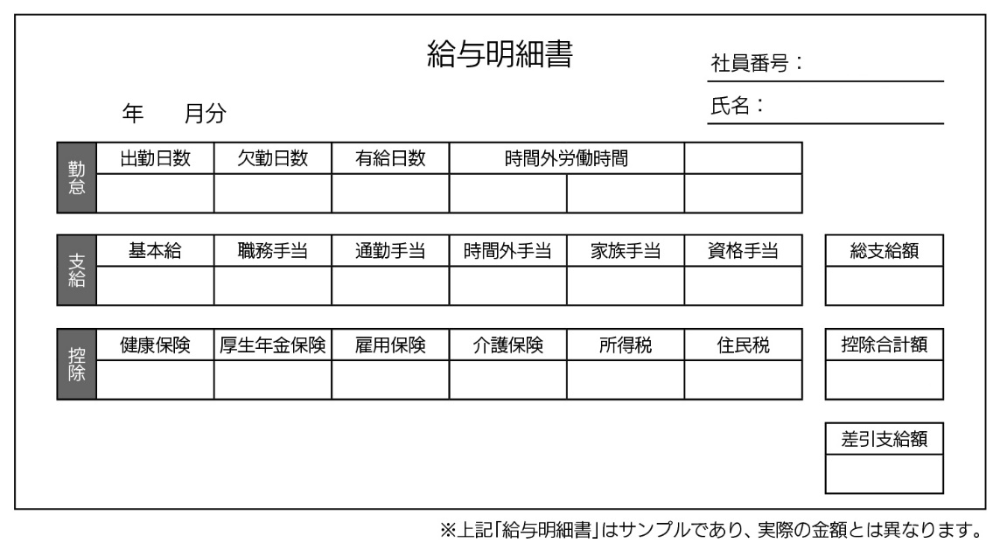 給与明細書
社員番号：
氏名：
年　月分
勤怠
出勤日数 欠勤日数 有給日数 時間外労働時間
支給
基本給 職務手当 通勤手当 時間外手当 家族手当 資格手当 総支給額
控除
健康保険 厚生年金保険 雇用保険 介護保険 所得税 住民税 控除合計額
差引支給額
※上記「給与明細書」はサンプルであり、実際の金額とは異なります。